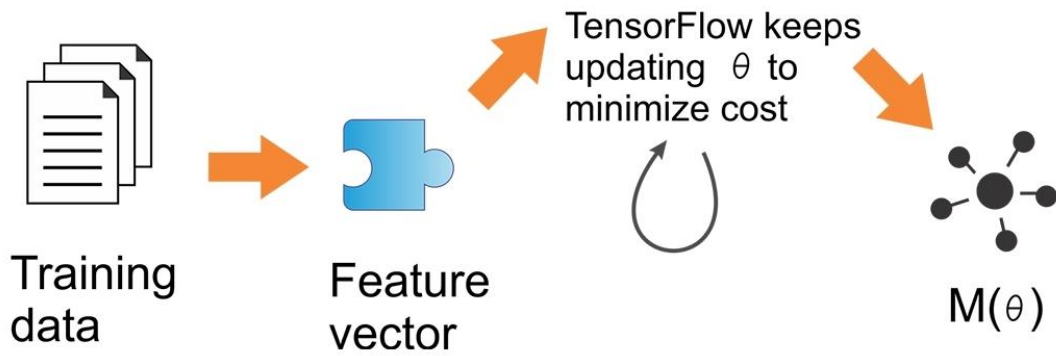 TensorFlow keeps
updating θ to
minimize cost
Training
data
Feature
vector
M(θ)